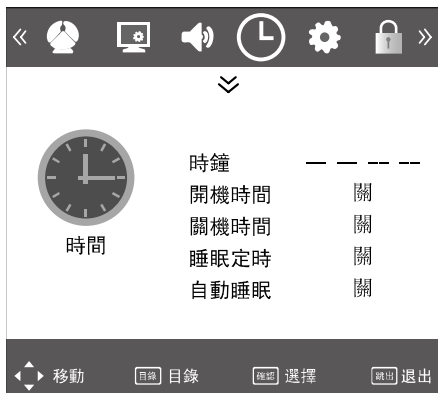 時鐘 — — -- --
開機時間 關
關機時間 關
睡眠定時 關
自動睡眠 關
時間
移動 目錄 目錄 確認 選擇 跳出 退出